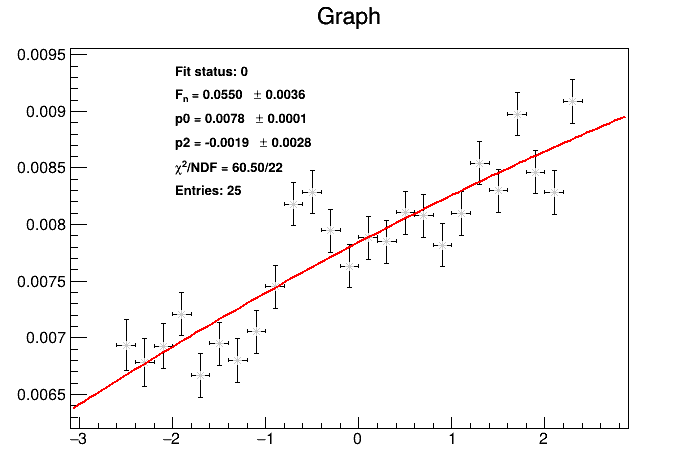 Graph
0.0095
0.009
0.0085
0.008
0.0075
0.007
0.0065
Fit status: 0
Fn = 0.0550 ± 0.0036
p0 = 0.0078 ± 0.0001
p2 = -0.0019 ± 0.0028
χ²/NDF = 60.50/22
Entries: 25
−3 −2 −1 0 1 2